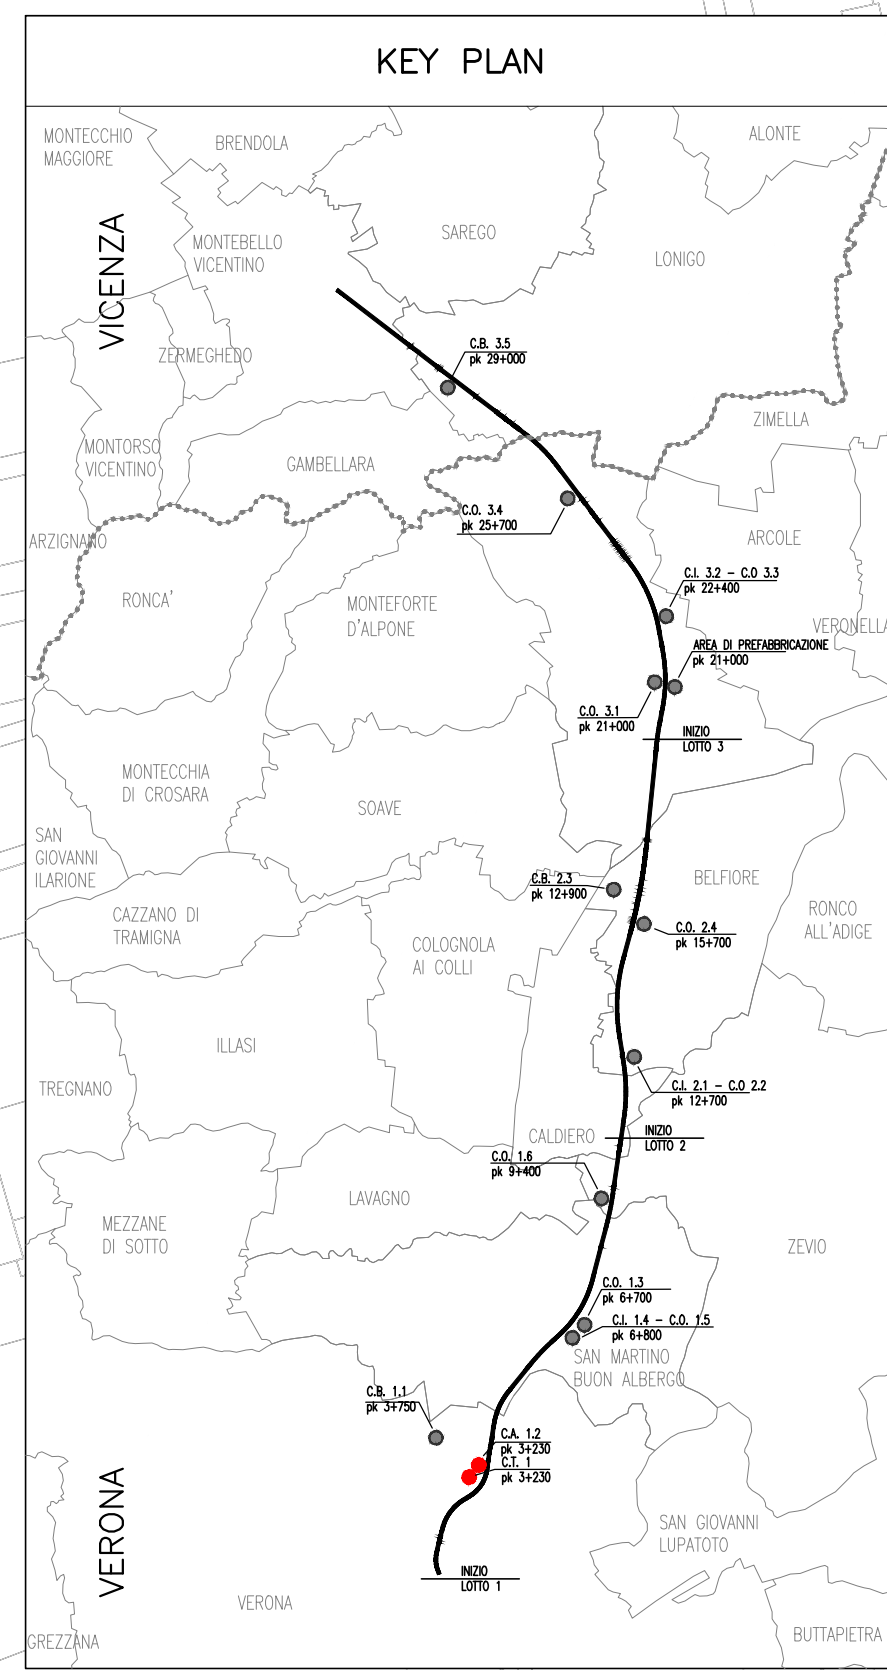 KEY PLAN
MONTECCHIO
MAGGIORE
BRENDOLA
ALONTE
VICENZA
MONTEBELLO
VICENTINO
SAREGO
LONIGO
ZERMEGHEDO
C.B. 3.5
pk 29+000
ZIMELLA
MONTORSO
VICENTINO
GAMBELLARA
C.O. 3.4
pk 25+700
ARZIGNANO
ARCOLE
RONCA'
MONTEFORTE
D'ALPONE
C.I. 3.2 - C.O 3.3
pk 22+400
VERONELLA
AREA DI PREFABBRICAZIONE
pk 21+000
C.O. 3.1
pk 21+000
INIZIO
LOTTO 3
MONTECCHIA
DI CROSARA
SOAVE
SAN
GIOVANNI
ILARIONE
C.B. 2.3
pk 12+900
BELFIORE
CAZZANO DI
TRAMIGNA
COLOGNOLA
AI COLLI
C.O. 2.4
pk 15+700
RONCO
ALL'ADIGE
ILLASI
TREGNANO
C.I. 2.1 - C.O 2.2
pk 12+700
CALDIERO
INIZIO
LOTTO 2
C.O. 1.6
pk 9+400
LAVAGNO
MEZZANE
DI SOTTO
ZEVIO
C.O. 1.3
pk 6+700
C.I. 1.4 - C.O. 1.5
pk 6+800
SAN MARTINO
BUON ALBERGO
C.B. 1.1
pk 3+750
C.A. 1.2
pk 3+230
C.T. 1
pk 3+230
VERONA
SAN GIOVANNI
LUPATOTO
INIZIO
LOTTO 1
VERONA
GREZZANA
BUTTAPIETRA